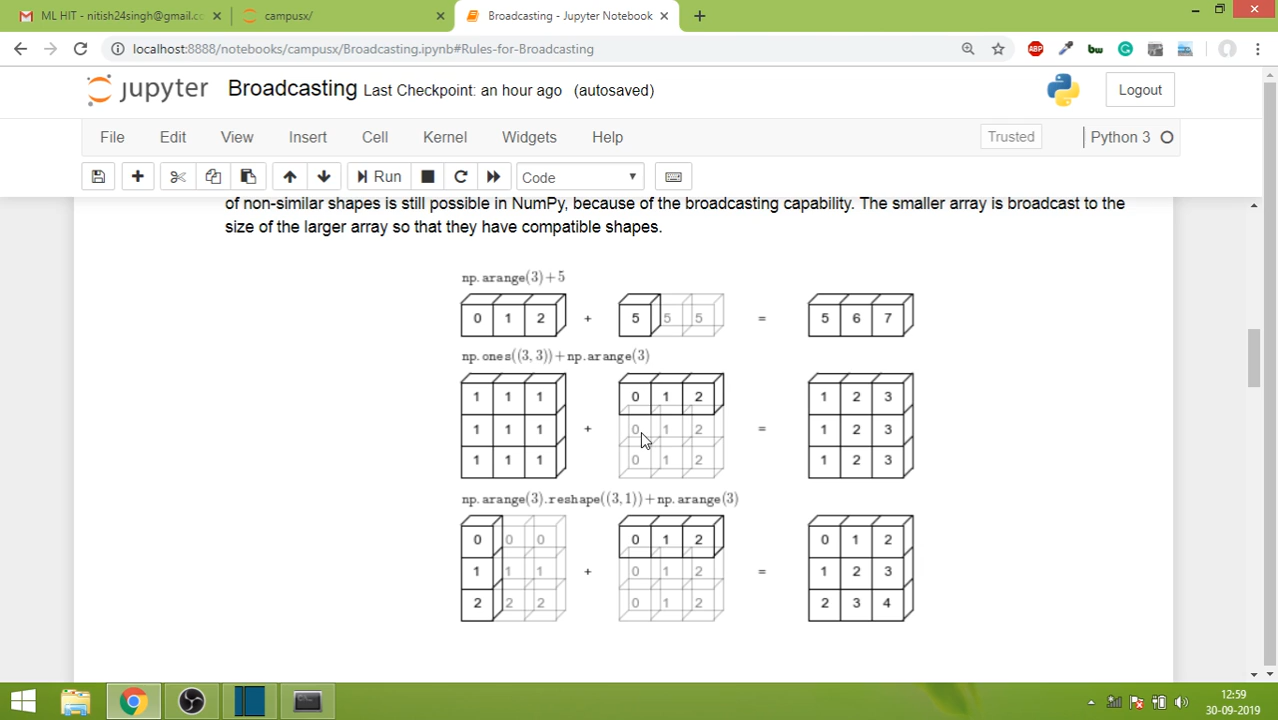 ML HIT - nitish24singh@gmail.cc
campusx/
Broadcasting - Jupyter Notebook
localhost:8888/notebooks/campusx/Broadcasting.ipynb#Rules-for-Broadcasting
ABP
bw
jupyter Broadcasting Last Checkpoint: an hour ago (autosaved)
Logout
File Edit View Insert Cell Kernel Widgets Help
Trusted
Python 3
Run
Code
of non-similar shapes is still possible in NumPy, because of the broadcasting capability. The smaller array is broadcast to the
size of the larger array so that they have compatible shapes.
np.arange(3)+5
0 1 2 + 5 5 5 = 5 6 7
np.ones((3,3))+np.arange(3)
1 1 1 0 1 2 1 2 3
1 1 1 + 0 1 2 = 1 2 3
1 1 1 0 1 2 1 2 3
np.arange(3).reshape((3,1))+np.arange(3)
0 0 0 0 1 2 0 1 2
1 1 1 + 0 1 2 = 1 2 3
2 2 2 0 1 2 2 3 4
12:59
30-09-2019